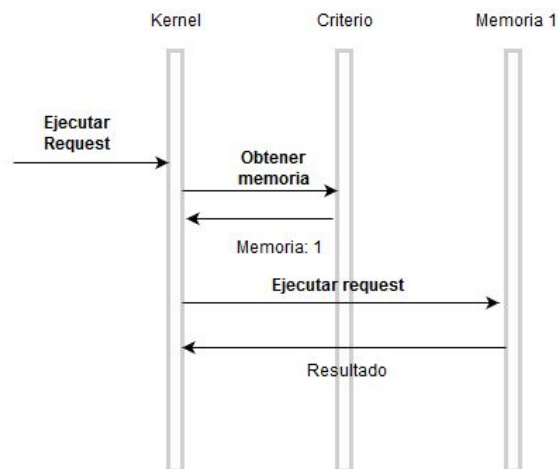 Kernel
Criterio
Memoria 1
Ejecutar
Request
Obtener
memoria
Memoria: 1
Ejecutar request
Resultado